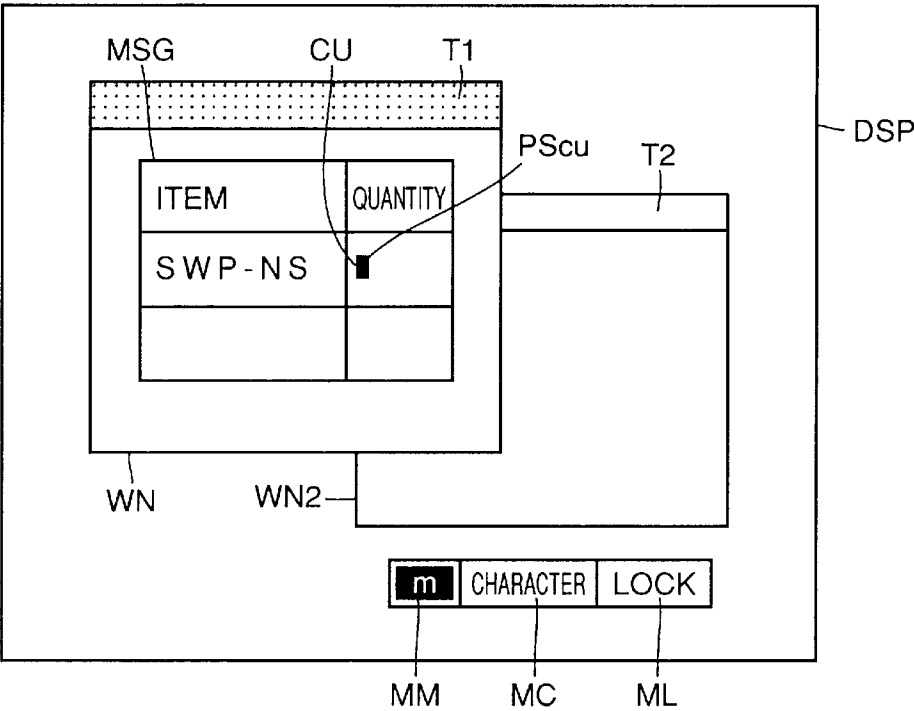 MSG CU T1
DSP
PScu
T2
ITEM QUANTITY
SWP-NS
WN
WN2
m CHARACTER LOCK
MM MC ML